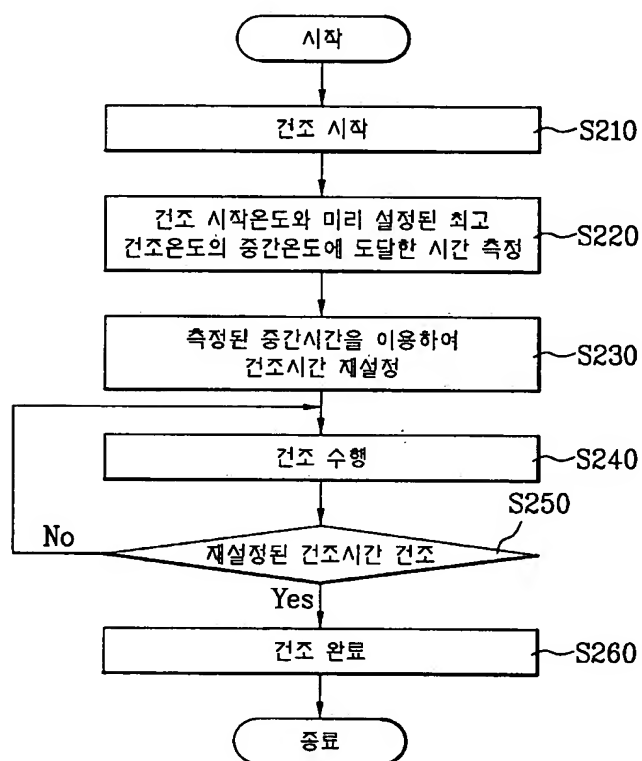 시작
건조 시작
S210
건조 시작온도와 미리 설정된 최고
건조온도의 중간온도에 도달한 시간 측정
S220
측정된 중간시간을 이용하여
건조시간 재설정
S230
건조 수행
S240
S250
재설정된 건조시간 건조
No
Yes
건조 완료
S260
종료